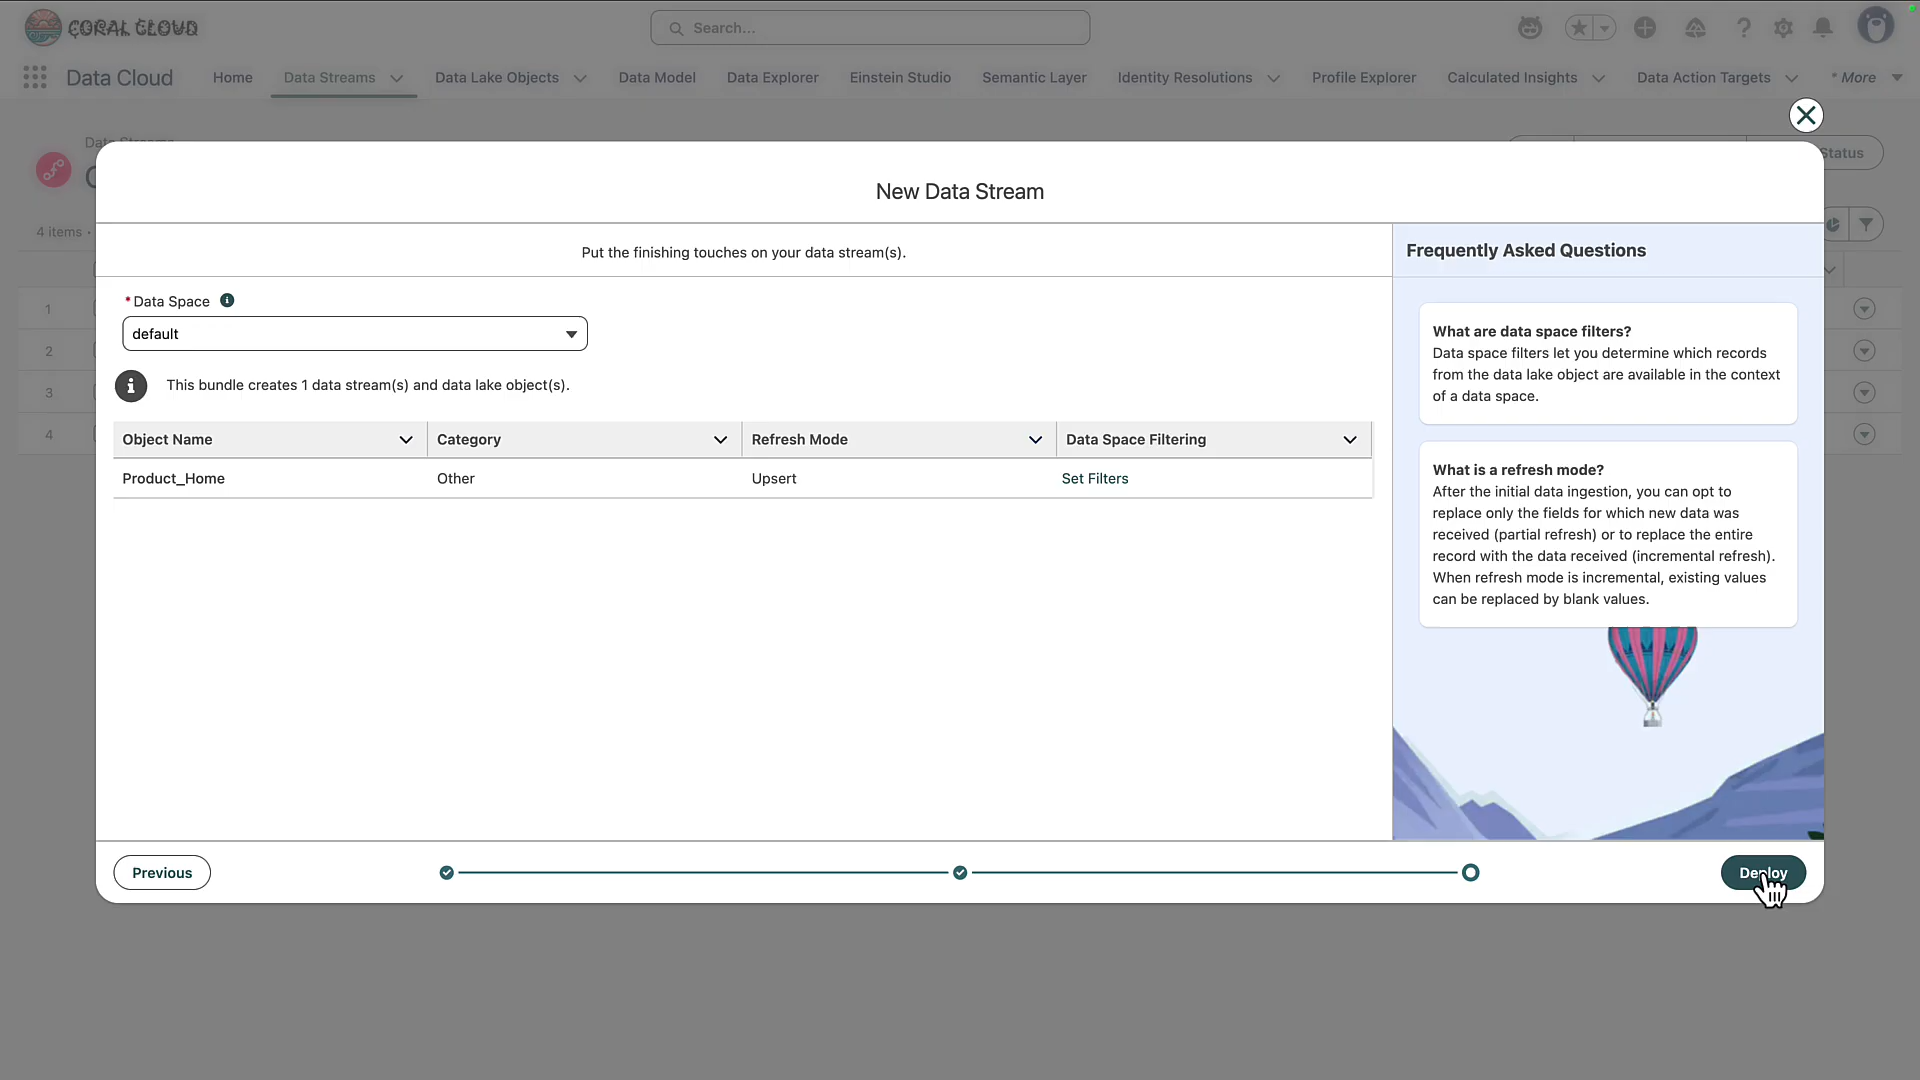 CORAL CLOUD
Search...
Data Cloud
Home
Data Streams
Data Lake Objects
Data Model
Data Explorer
Einstein Studio
Semantic Layer
Identity Resolutions
Profile Explorer
Calculated Insights
Data Action Targets
* More
Status
4 items •
1
2
3
4
New Data Stream
Put the finishing touches on your data stream(s).
*Data Space
default
This bundle creates 1 data stream(s) and data lake object(s).
Object Name
Category
Refresh Mode
Data Space Filtering
Product_Home
Other
Upsert
Set Filters
Frequently Asked Questions
What are data space filters?
Data space filters let you determine which records
from the data lake object are available in the context
of a data space.
What is a refresh mode?
After the initial data ingestion, you can opt to
replace only the fields for which new data was
received (partial refresh) or to replace the entire
record with the data received (incremental refresh).
When refresh mode is incremental, existing values
can be replaced by blank values.
Previous
Deploy